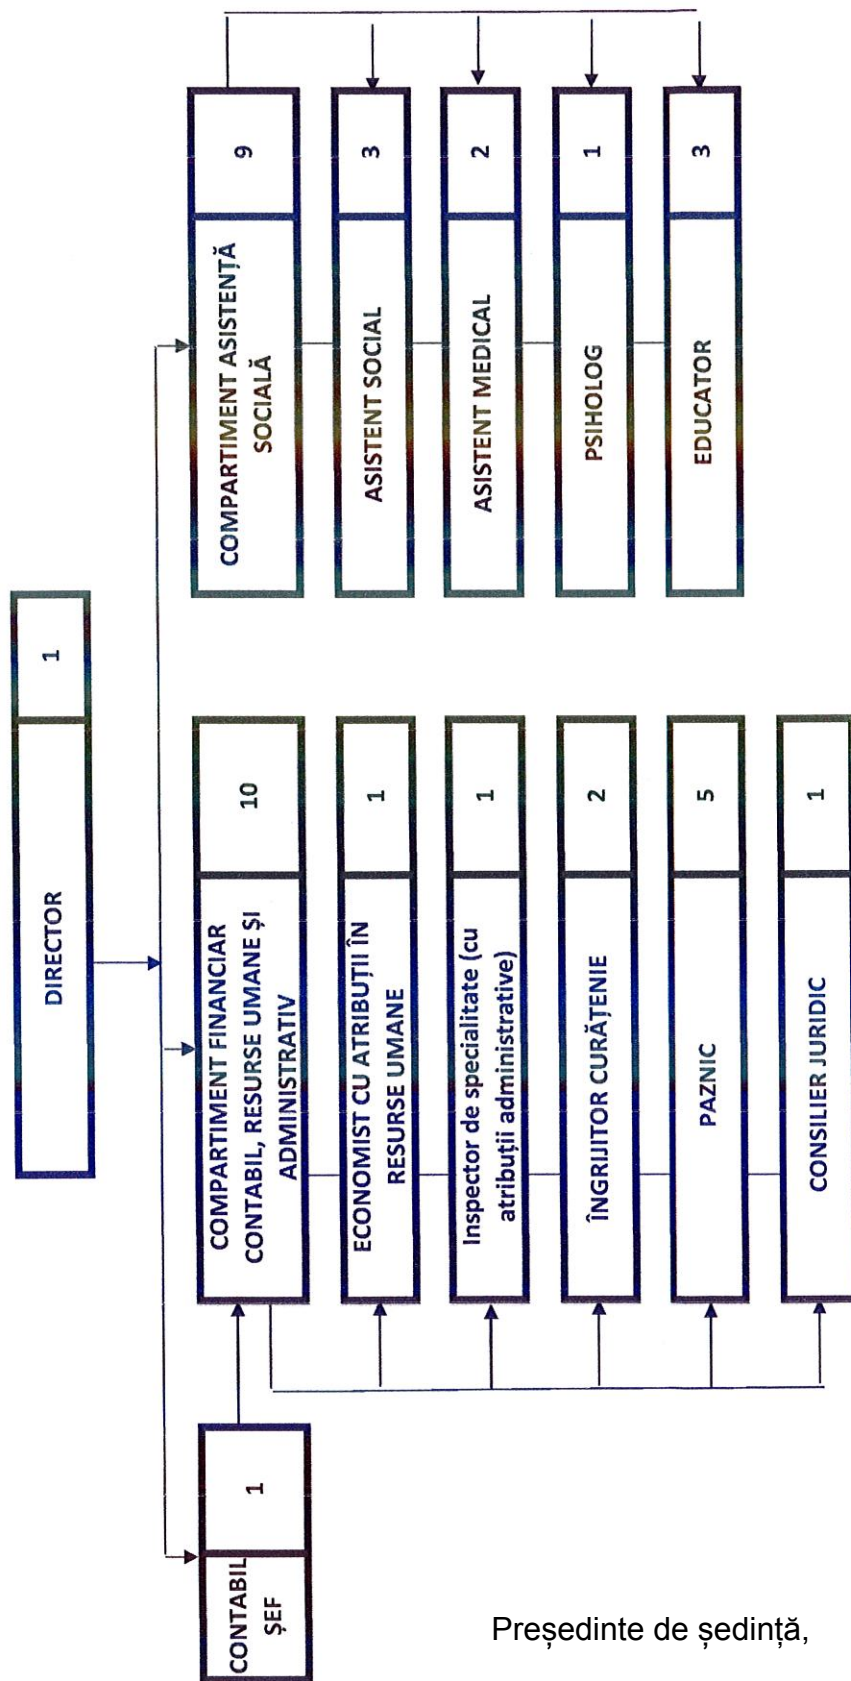 DIRECTOR
1
CONTABIL
ȘEF
1
COMPARTIMENT FINANCIAR
CONTABIL, RESURSE UMANE ȘI
ADMINISTRATIV
10
ECONOMIST CU ATRIBUȚII ÎN
RESURSE UMANE
1
Inspector de specialitate (cu
atribuții administrative)
1
ÎNGRIJITOR CURĂȚENIE
2
PAZNIC
5
CONSILIER JURIDIC
1
COMPARTIMENT ASISTENȚĂ
SOCIALĂ
9
ASISTENT SOCIAL
3
ASISTENT MEDICAL
2
PSIHOLOG
1
EDUCATOR
3
Președinte de ședință,